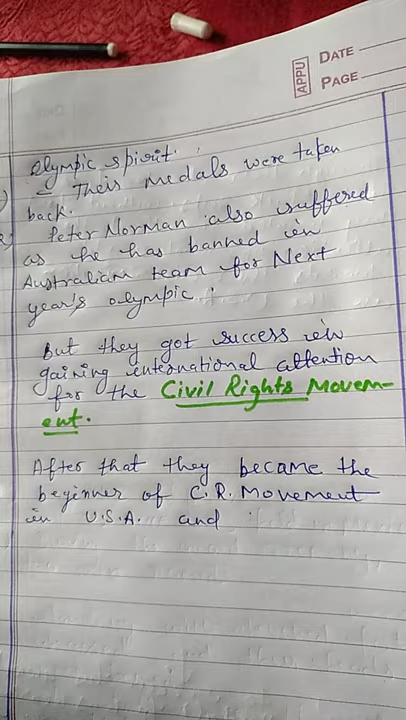 APPU
DATE
PAGE
Olympic spirit.
- Their medals were taken
back.
Peter Norman also suffered
as he has banned in
Australian team for Next
year's olympic.
But they got success in
gaining international attention
for the Civil Rights Movem-
ent.
After that they became the
beginner of C.R. Movement
in U.S.A. and